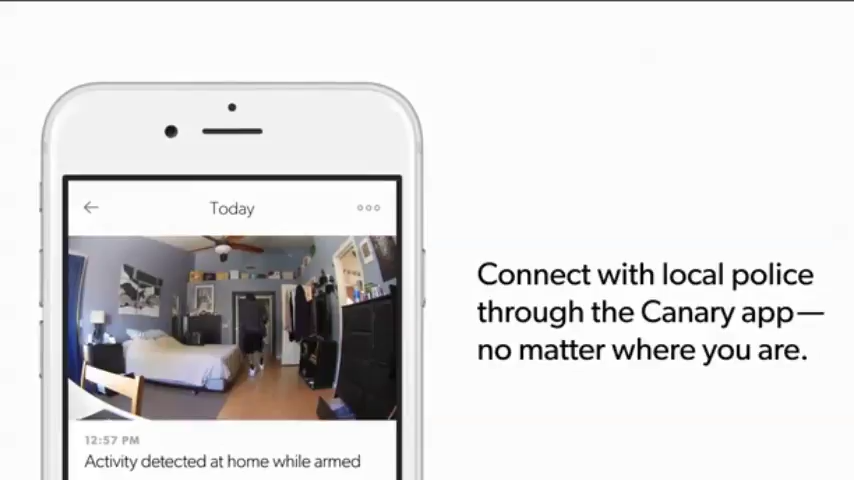 Today
Connect with local police
through the Canary app—
no matter where you are.
12:57 PM
Activity detected at home while armed